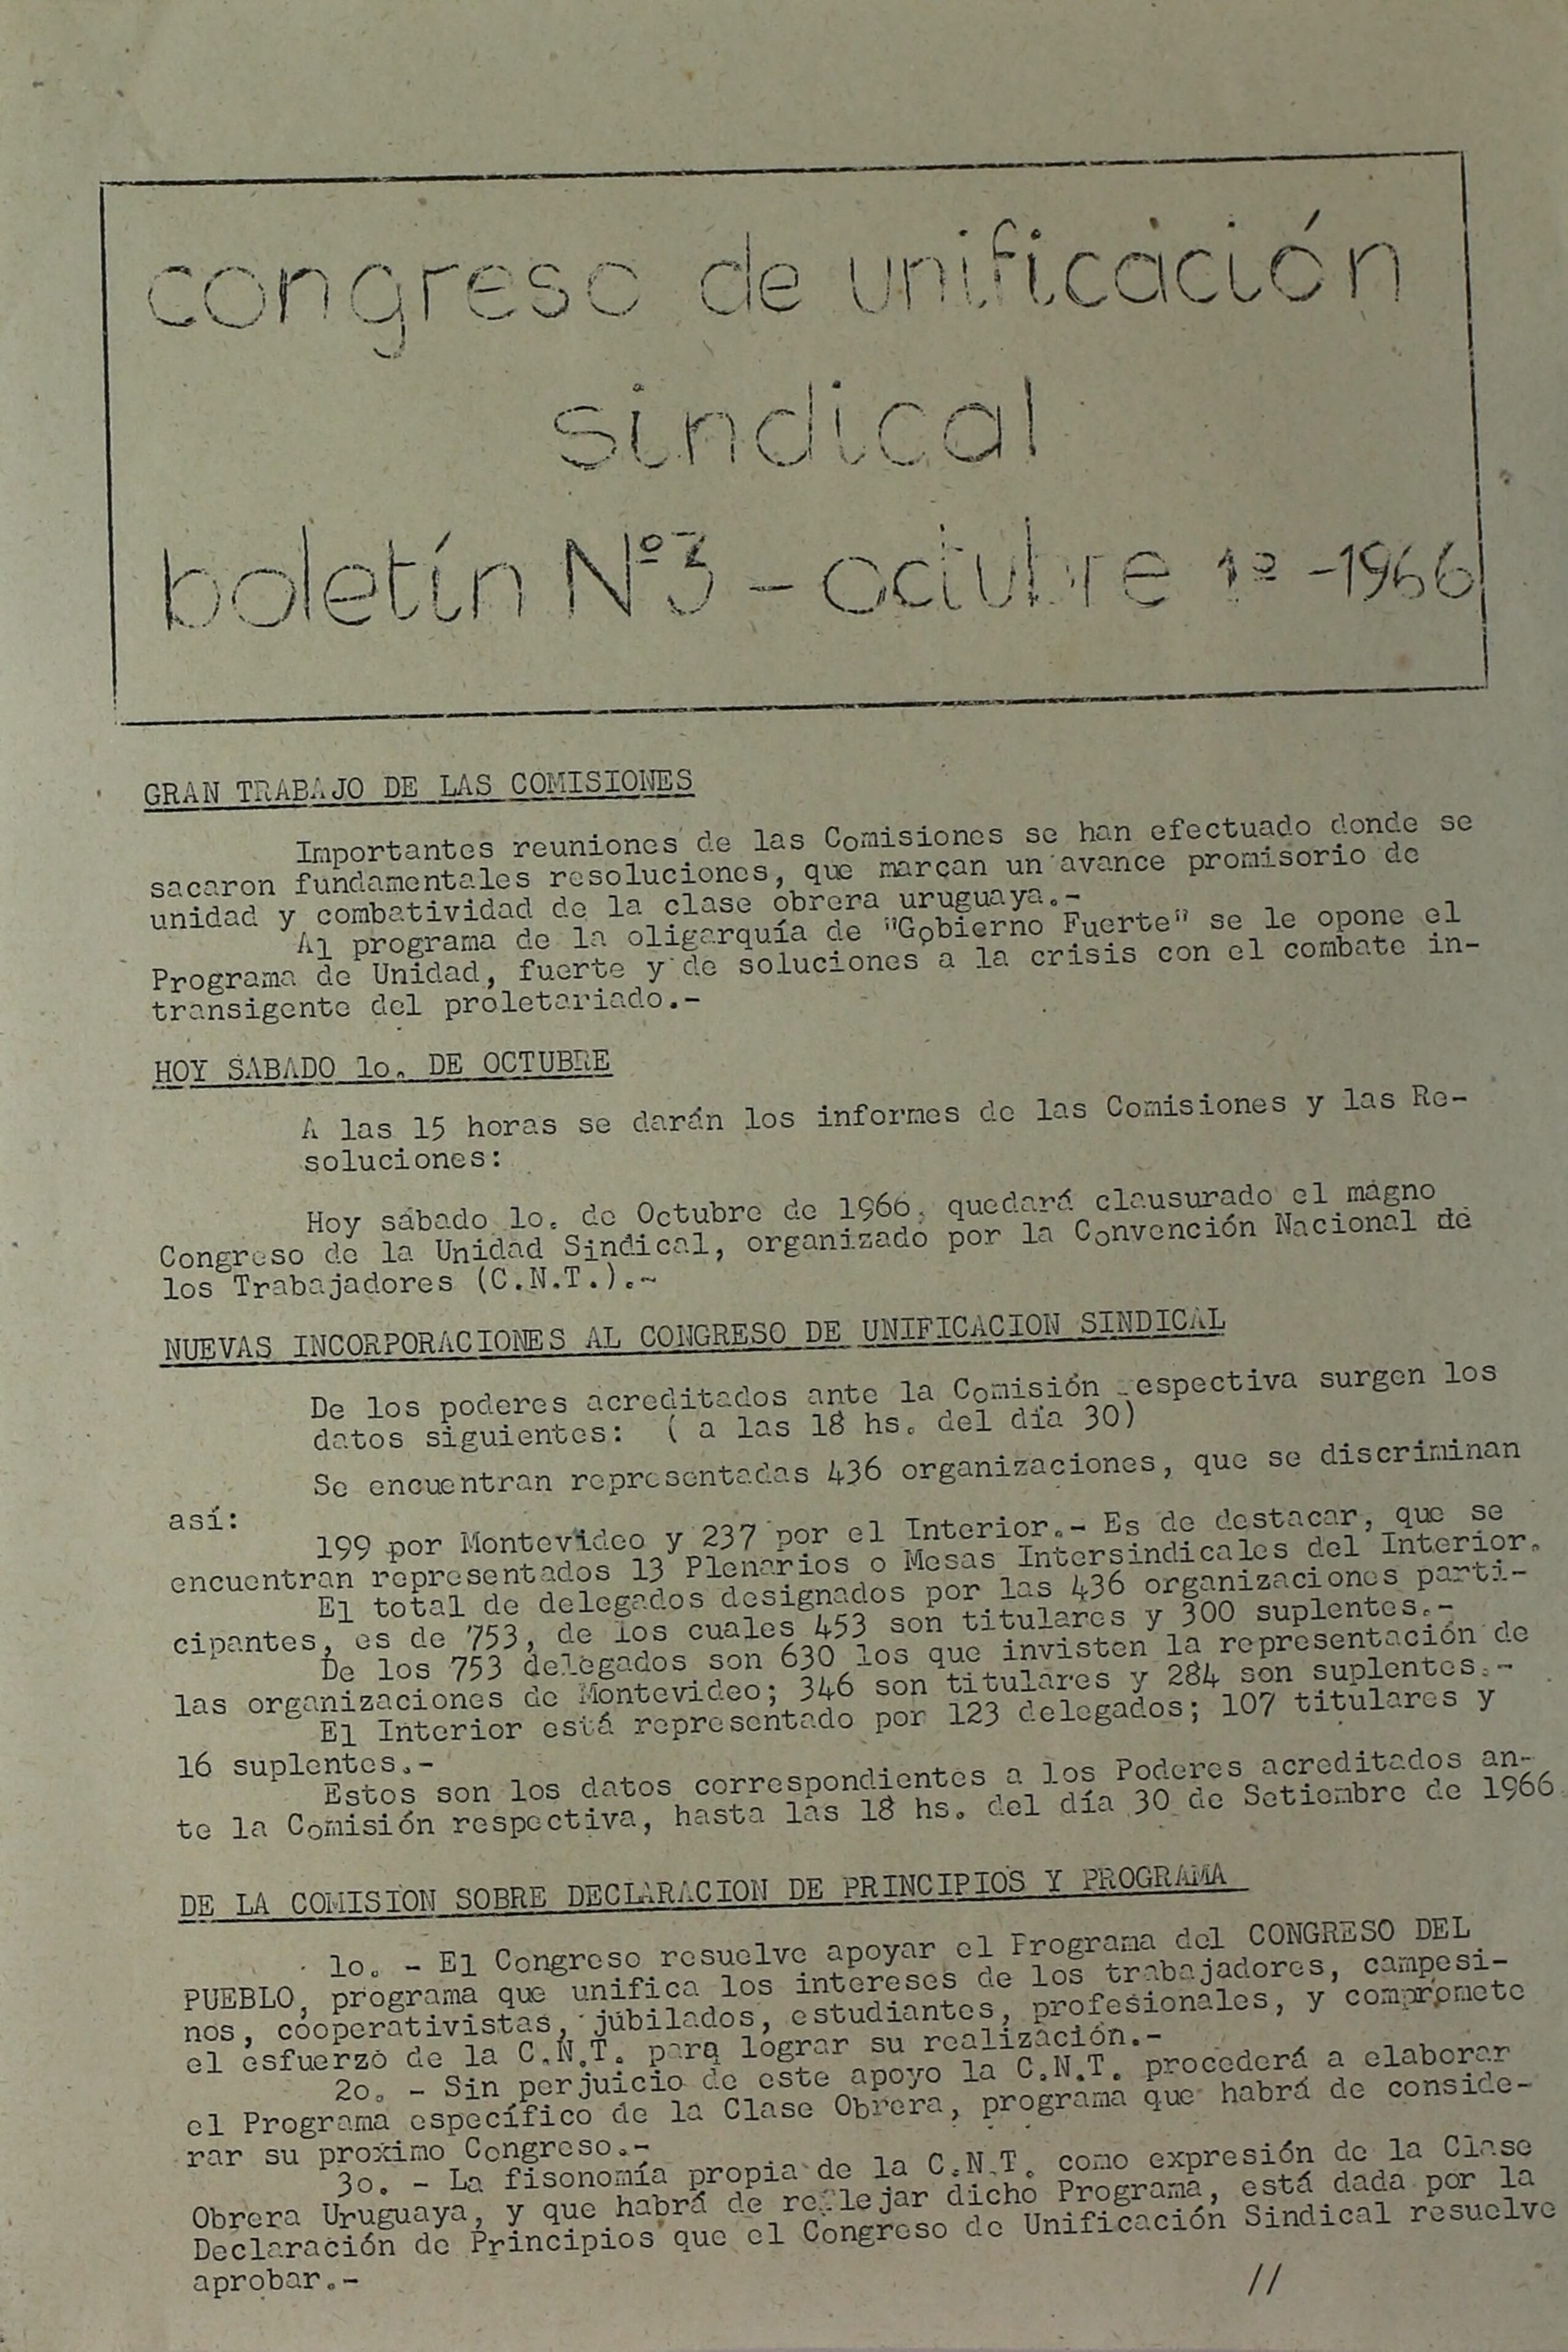 congreso de unificación
sindical
boletín Nº3 - octubre 1º -1966
GRAN TRABAJO DE LAS COMISIONES
Importantes reuniones de las Comisiones se han efectuado donde se
sacaron fundamentales resoluciones, que marcan un avance promisorio de
unidad y combatividad de la clase obrera uruguaya.-
Al programa de la oligarquía de "Gobierno Fuerte" se le opone el
Programa de Unidad, fuerte y de soluciones a la crisis con el combate in-
transigente del proletariado.-
HOY SABADO 1o. DE OCTUBRE
A las 15 horas se darán los informes de las Comisiones y las Re-
soluciones:
Hoy sábado 1o. de Octubre de 1966, quedará clausurado el magno
Congreso de la Unidad Sindical, organizado por la Convención Nacional de
los Trabajadores (C.N.T.).-
NUEVAS INCORPORACIONES AL CONGRESO DE UNIFICACION SINDICAL
De los poderes acreditados ante la Comisión respectiva surgen los
datos siguientes: ( a las 18 hs. del día 30)
Se encuentran representadas 436 organizaciones, que se discriminan
así:
199 por Montevideo y 237 por el Interior.- Es de destacar, que se
encuentran representados 13 Plenarios o Mesas Intersindicales del Interior.
El total de delegados designados por las 436 organizaciones parti-
cipantes, es de 753, de los cuales 453 son titulares y 300 suplentes.-
De los 753 delegados son 630 los que invisten la representación de
las organizaciones de Montevideo; 346 son titulares y 284 son suplentes.-
El Interior está representado por 123 delegados; 107 titulares y
16 suplentes.-
Estos son los datos correspondientes a los Poderes acreditados an-
te la Comisión respectiva, hasta las 18 hs. del día 30 de Setiembre de 1966
DE LA COMISION SOBRE DECLARACION DE PRINCIPIOS Y PROGRAMA
1o. - El Congreso resuelve apoyar el Programa del CONGRESO DEL
PUEBLO, programa que unifica los intereses de los trabajadores, campesi-
nos, cooperativistas, jubilados, estudiantes, profesionales, y compromete
el esfuerzo de la C.N.T. para lograr su realización.-
2o. - Sin perjuicio de este apoyo la C.N.T. procederá a elaborar
el Programa específico de la Clase Obrera, programa que habrá de conside-
rar su proximo Congreso.-
3o. - La fisonomía propia de la C.N.T. como expresión de la Clase
Obrera Uruguaya, y que habrá de reflejar dicho Programa, está dada por la
Declaración de Principios que el Congreso de Unificación Sindical resuelve
aprobar.-
//